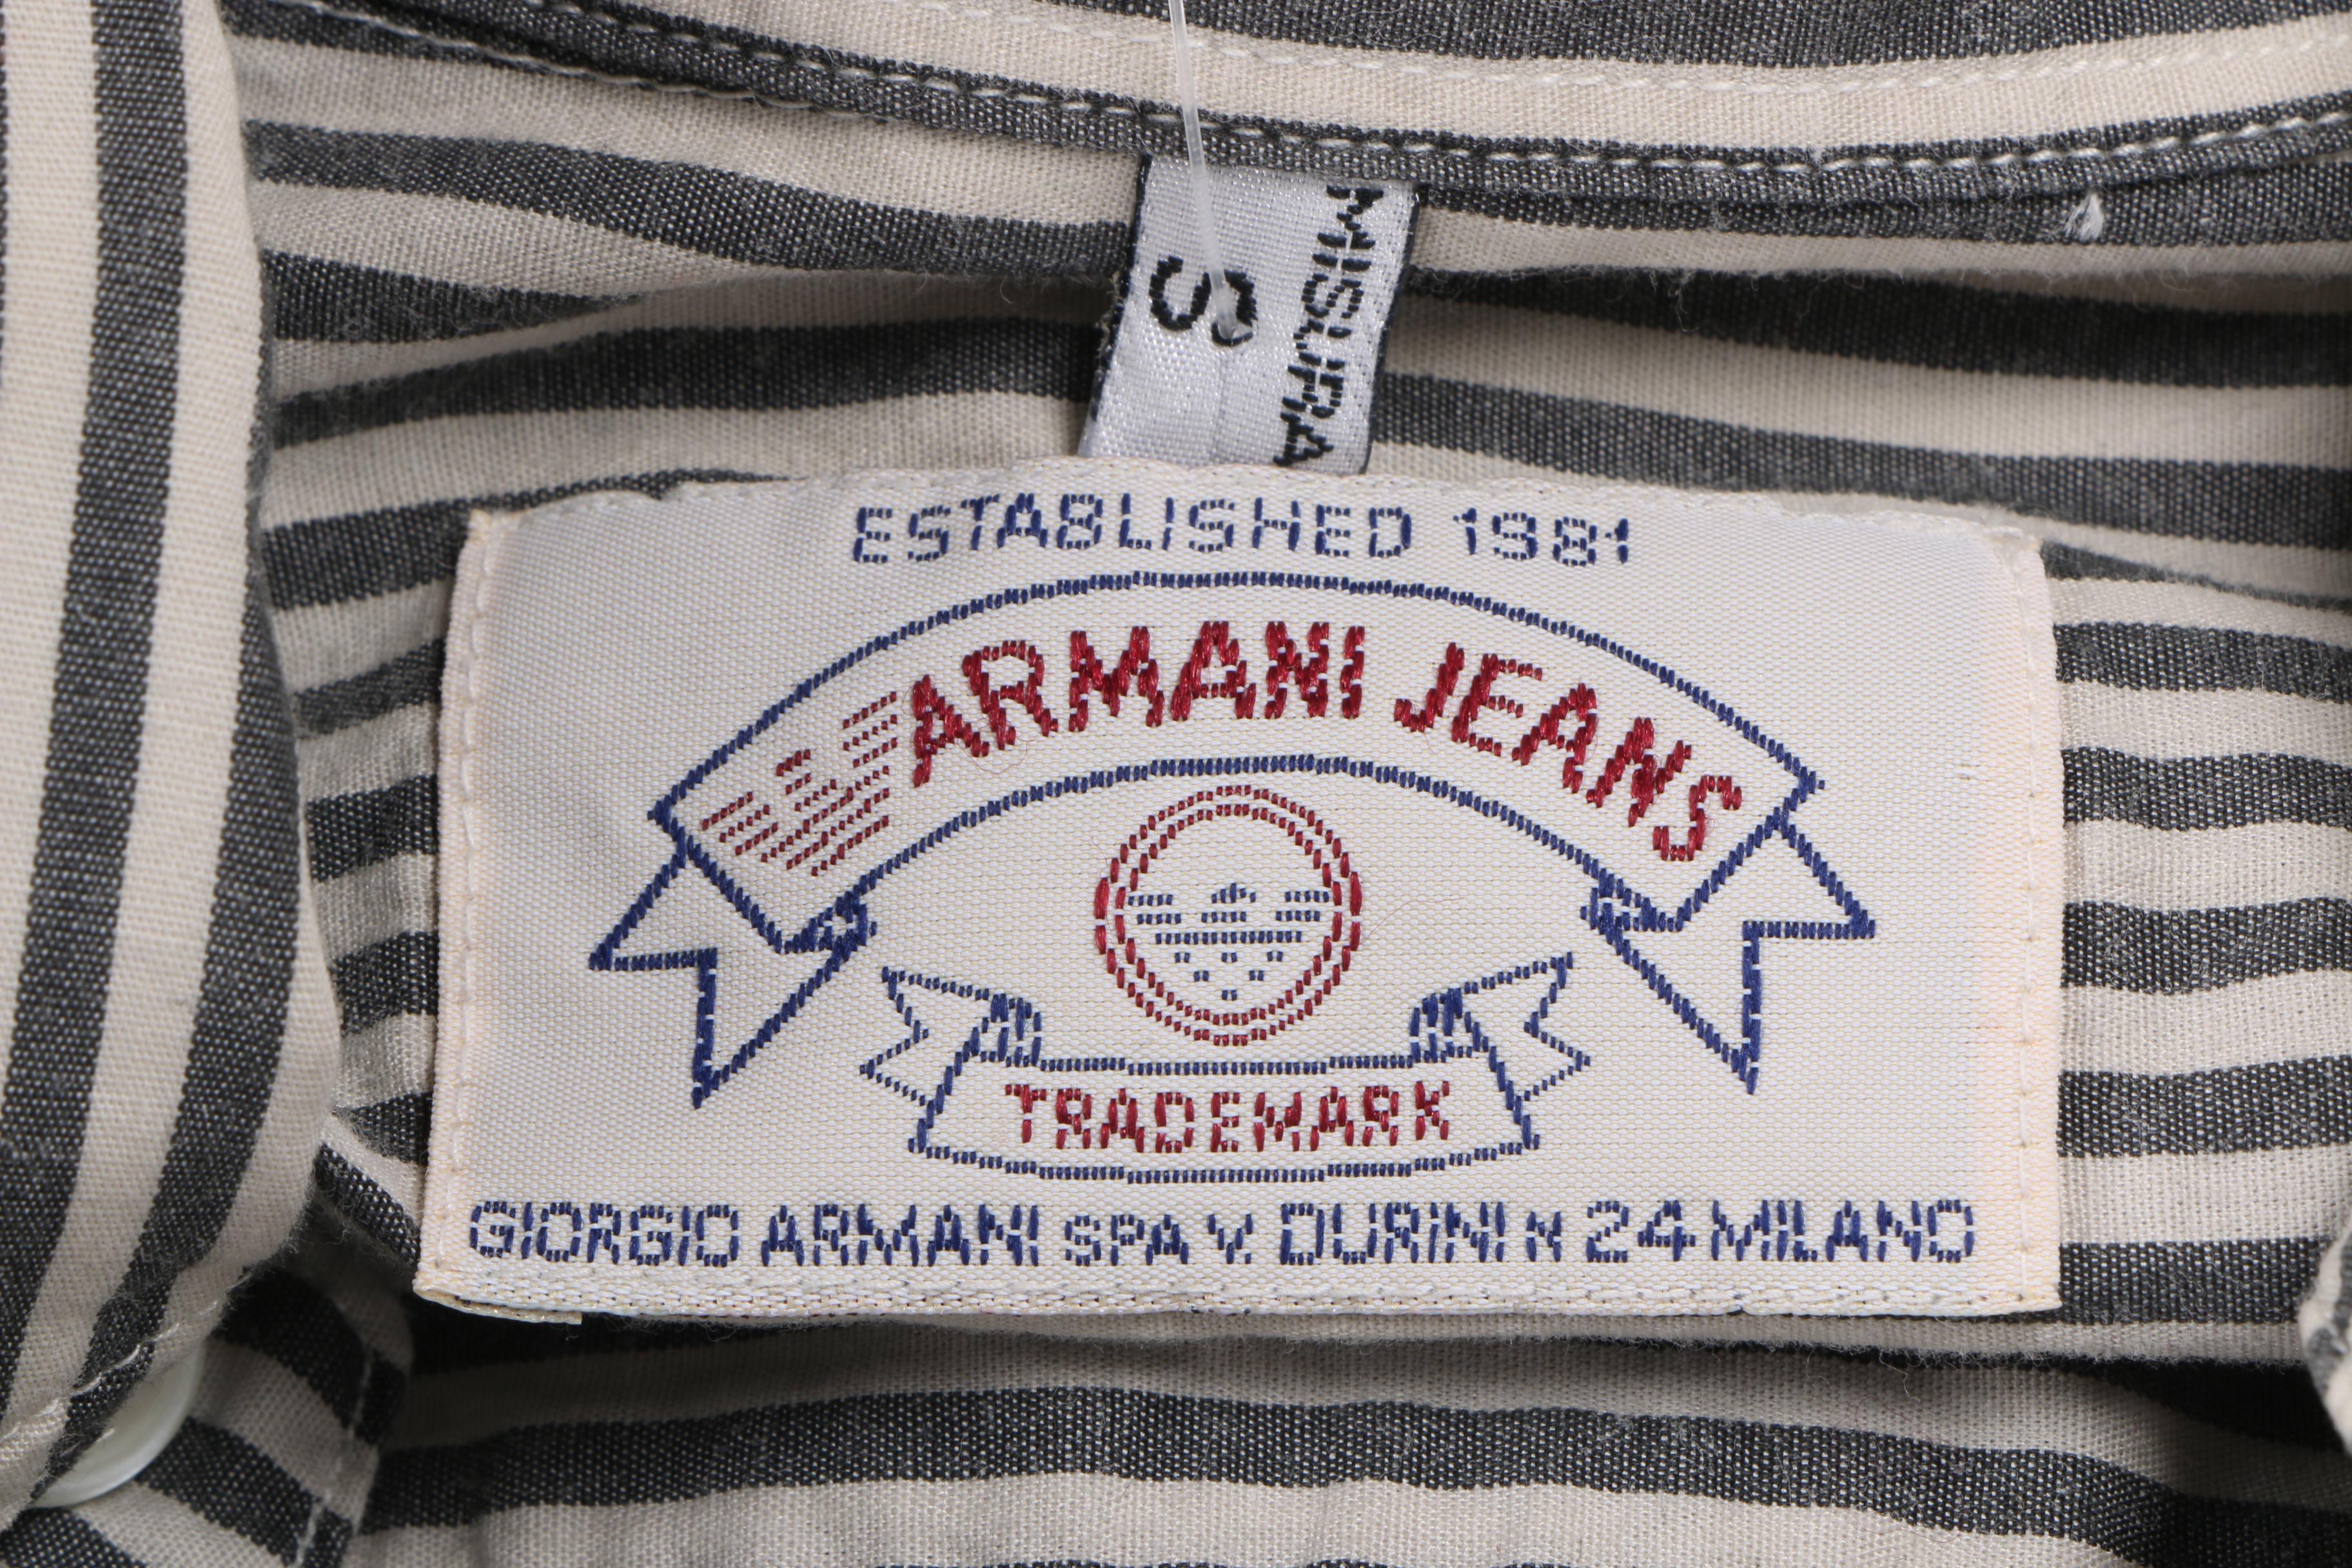 MISURA
S
ESTABLISHED 1981
ARMANI JEANS
TRADEMARK
GIORGIO ARMANI SPA V. DURINI N 24 MILANO